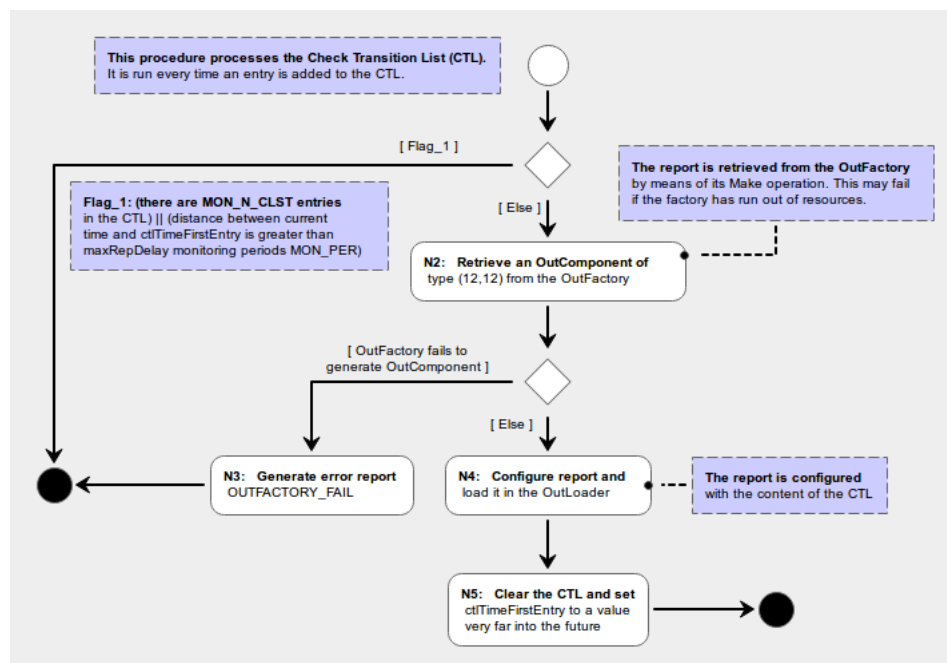 This procedure processes the Check Transition List (CTL).
It is run every time an entry is added to the CTL.
[ Flag_1 ]
The report is retrieved from the OutFactory
by means of its Make operation. This may fail
if the factory has run out of resources.
Flag_1: (there are MON_N_CLST entries
in the CTL) || (distance between current
time and ctlTimeFirstEntry is greater than
maxRepDelay monitoring periods MON_PER)
[ Else ]
N2: Retrieve an OutComponent of
type (12,12) from the OutFactory
[ OutFactory fails to
generate OutComponent ]
[ Else ]
N3: Generate error report
OUTFACTORY_FAIL
N4: Configure report and
load it in the OutLoader
The report is configured
with the content of the CTL
N5: Clear the CTL and set
ctlTimeFirstEntry to a value
very far into the future